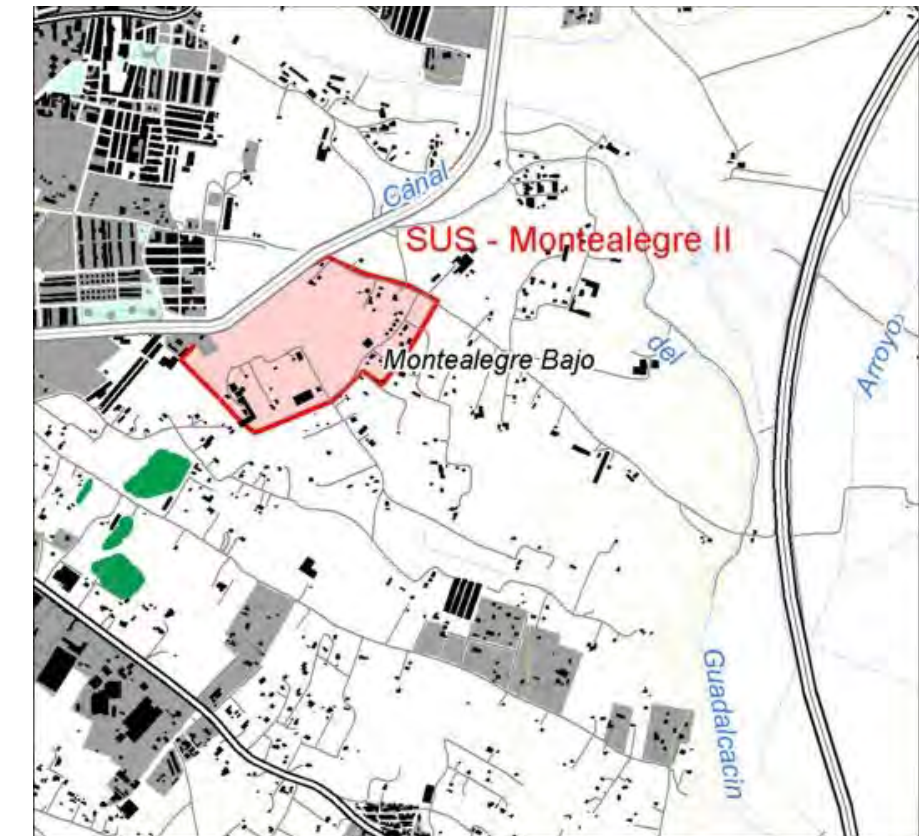 Canal
SUS - Montealegre II
Montealegre Bajo
del
Arroyo
Guadalcacin